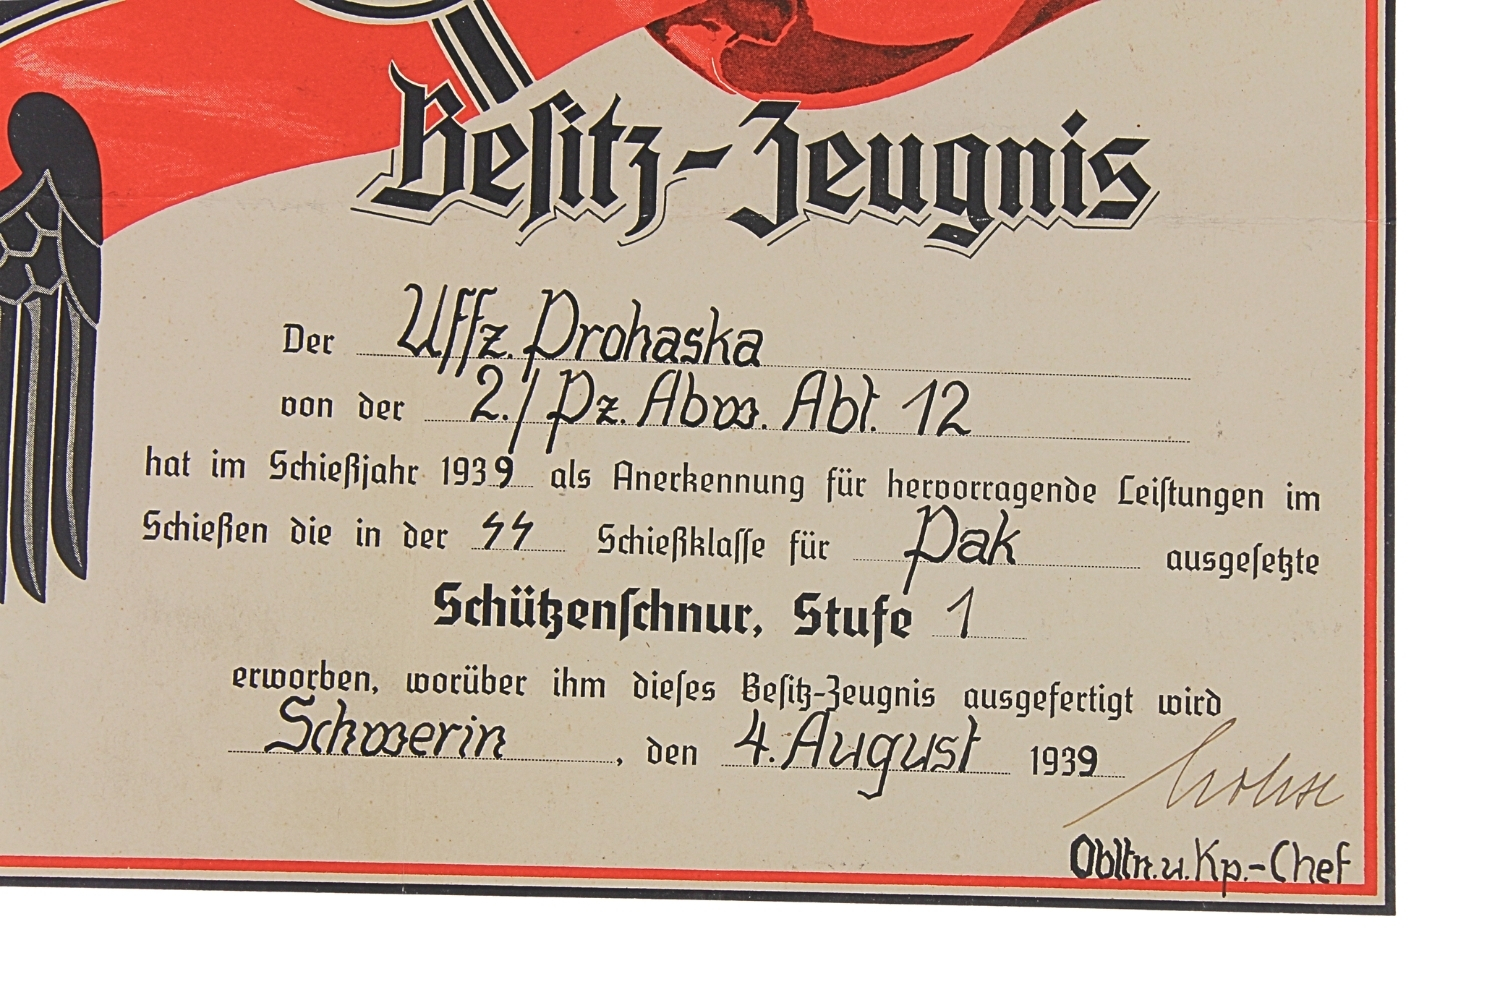 Beſitz-Zeugnis
Der Uffz. Prohaska
von der 2./Pz. Abw. Abt. 12
hat im Schießjahr 1939 als Anerkennung für hervorragende Leiſtungen im
Schießen die in der ϟϟ Schießklaſſe für Pak ausgeſetzte
Schützenſchnur, Stufe 1
erworben, worüber ihm dieſes Beſitz-Zeugnis ausgefertigt wird
Schwerin, den 4. August 1939
Obltn. u. Kp.-Chef